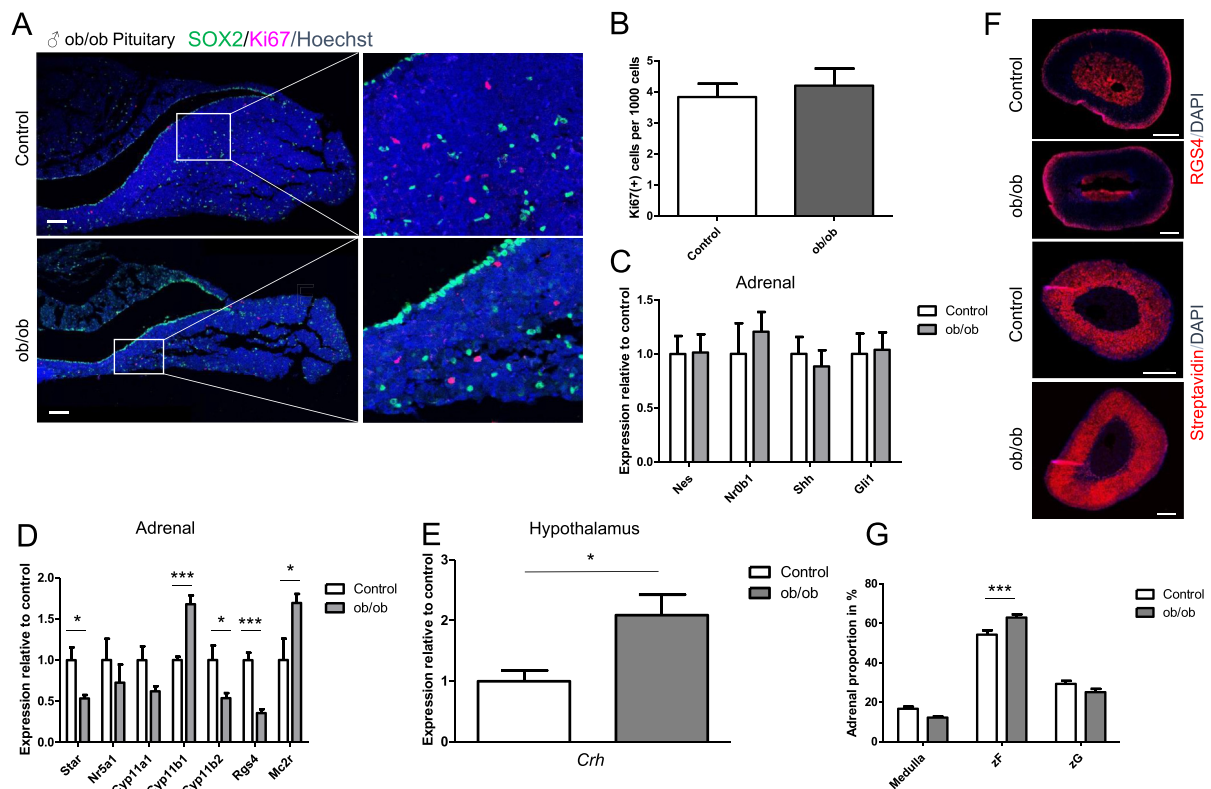 A
♂ ob/ob Pituitary SOX2/Ki67/Hoechst
Control
ob/ob
B
Ki67(+) cells per 1000 cells
5
4
3
2
1
0
Control
ob/ob
C
Adrenal
Expression relative to control
1.5
1.0
0.5
0.0
Nes
Nr0b1
Shh
Gli1
Control
ob/ob
D
Adrenal
Expression relative to control
2.0
1.5
1.0
0.5
0.0
*
***
*
***
*
Star
Nr5a1
Cyp11a1
Cyp11b1
Cyp11b2
Rgs4
Mc2r
Control
ob/ob
E
Hypothalamus
Expression relative to control
3
2
1
0
*
Crh
Control
ob/ob
F
Control
ob/ob
RGS4/DAPI
Control
ob/ob
Streptavidin/DAPI
G
Adrenal proportion in %
80
60
40
20
0
***
Medulla
zF
zG
Control
ob/ob